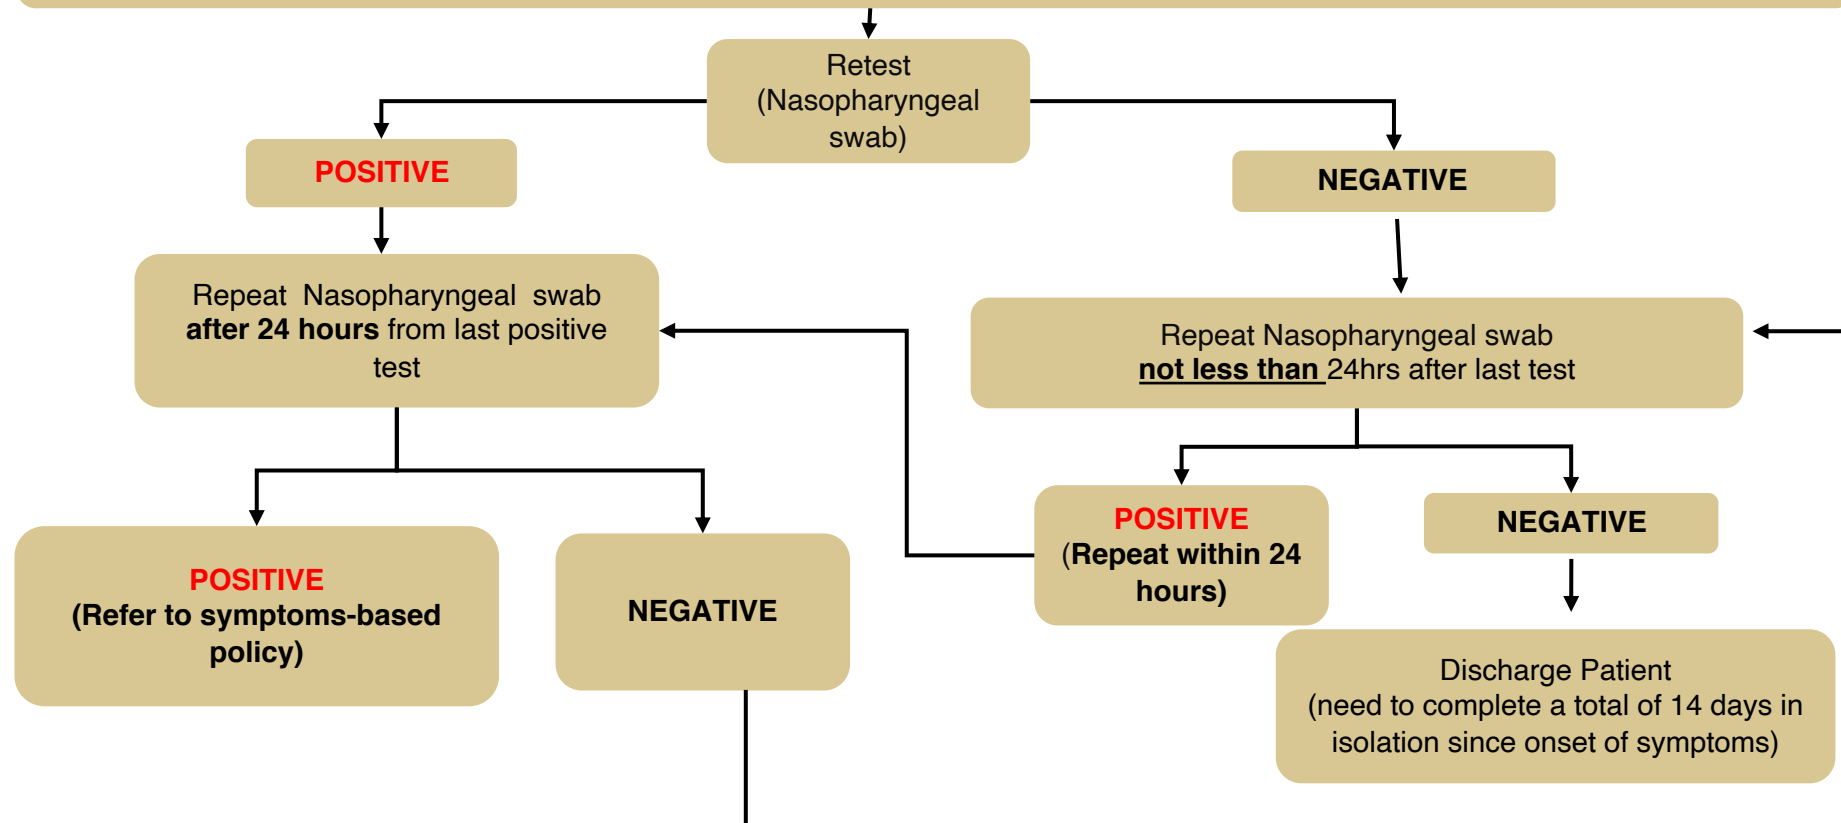 Retest
(Nasopharyngeal
swab)
POSITIVE
NEGATIVE
Repeat Nasopharyngeal swab
after 24 hours from last positive
test
Repeat Nasopharyngeal swab
not less than 24hrs after last test
POSITIVE
(Refer to symptoms-based
policy)
NEGATIVE
POSITIVE
(Repeat within 24
hours)
NEGATIVE
Discharge Patient
(need to complete a total of 14 days in
isolation since onset of symptoms)